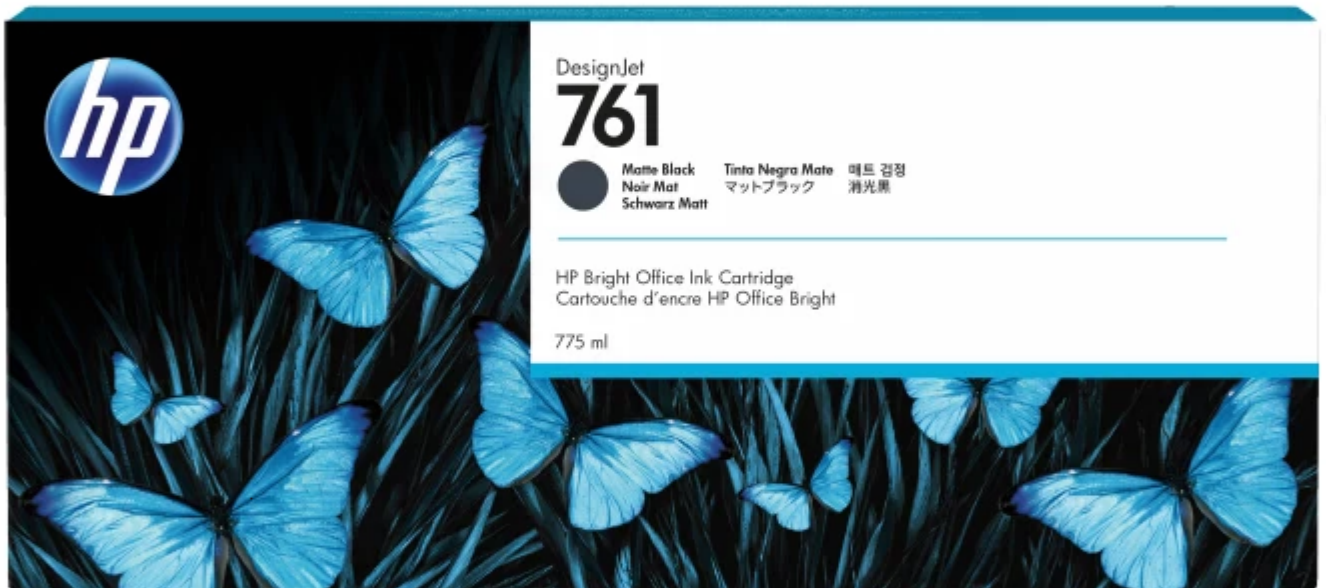 hp
DesignJet
761
Matte Black
Noir Mat
Schwarz Matt
Tinta Negra Mate
マットブラック
매트 검정
消光黒
HP Bright Office Ink Cartridge
Cartouche d'encre HP Office Bright
775 ml